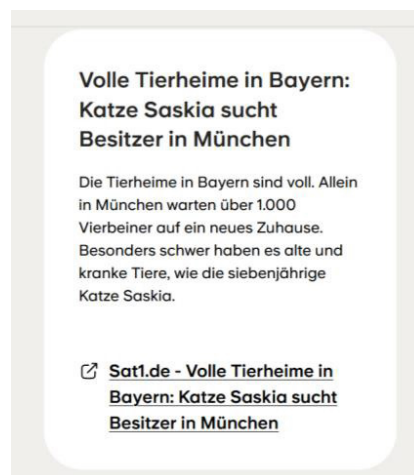 Volle Tierheime in Bayern:
Katze Saskia sucht
Besitzer in München
Die Tierheime in Bayern sind voll. Allein
in München warten über 1.000
Vierbeiner auf ein neues Zuhause.
Besonders schwer haben es alte und
kranke Tiere, wie die siebenjährige
Katze Saskia.
Sat1.de - Volle Tierheime in
Bayern: Katze Saskia sucht
Besitzer in München